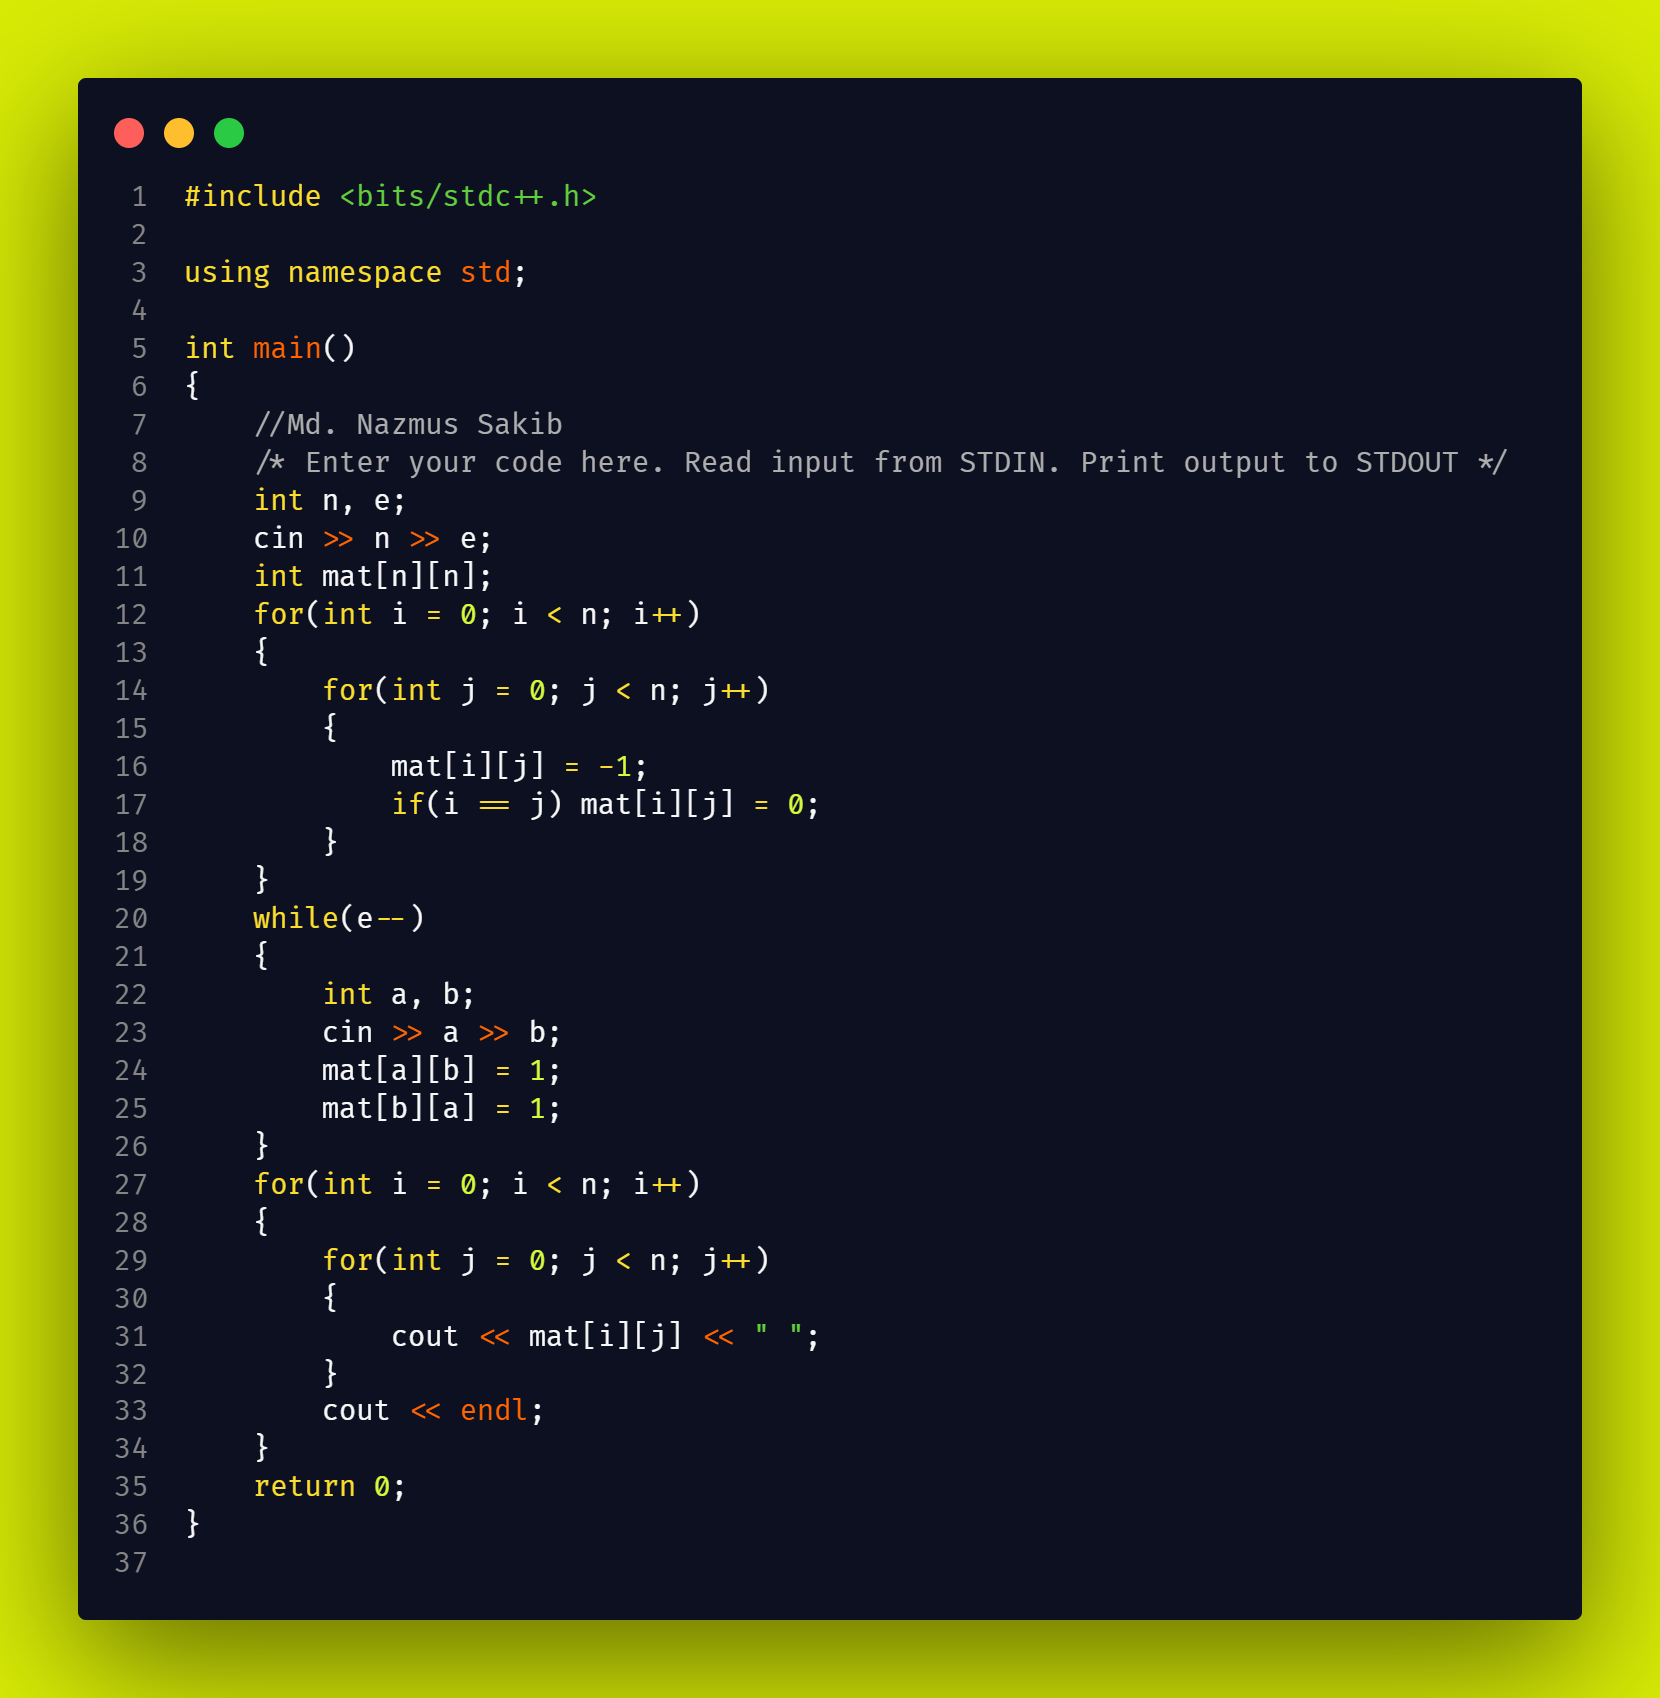 1 #include <bits/stdc++.h>
2
3 using namespace std;
4
5 int main()
6 {
7     //Md. Nazmus Sakib
8     /* Enter your code here. Read input from STDIN. Print output to STDOUT */
9     int n, e;
10     cin >> n >> e;
11     int mat[n][n];
12     for(int i = 0; i < n; i++)
13     {
14         for(int j = 0; j < n; j++)
15         {
16             mat[i][j] = -1;
17             if(i == j) mat[i][j] = 0;
18         }
19     }
20     while(e--)
21     {
22         int a, b;
23         cin >> a >> b;
24         mat[a][b] = 1;
25         mat[b][a] = 1;
26     }
27     for(int i = 0; i < n; i++)
28     {
29         for(int j = 0; j < n; j++)
30         {
31             cout << mat[i][j] << " ";
32         }
33         cout << endl;
34     }
35     return 0;
36 }
37